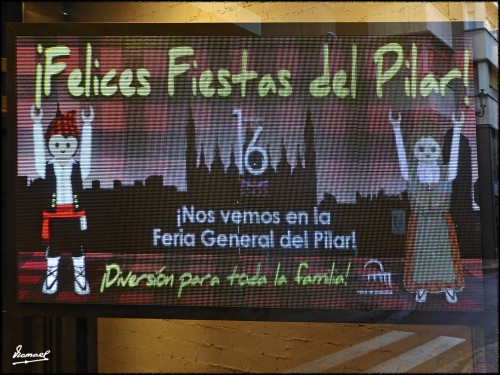 ¡Felices Fiestas del Pilar!
16
¡Nos vemos en la
Feria General del Pilar!
¡Diversión para toda la familia!